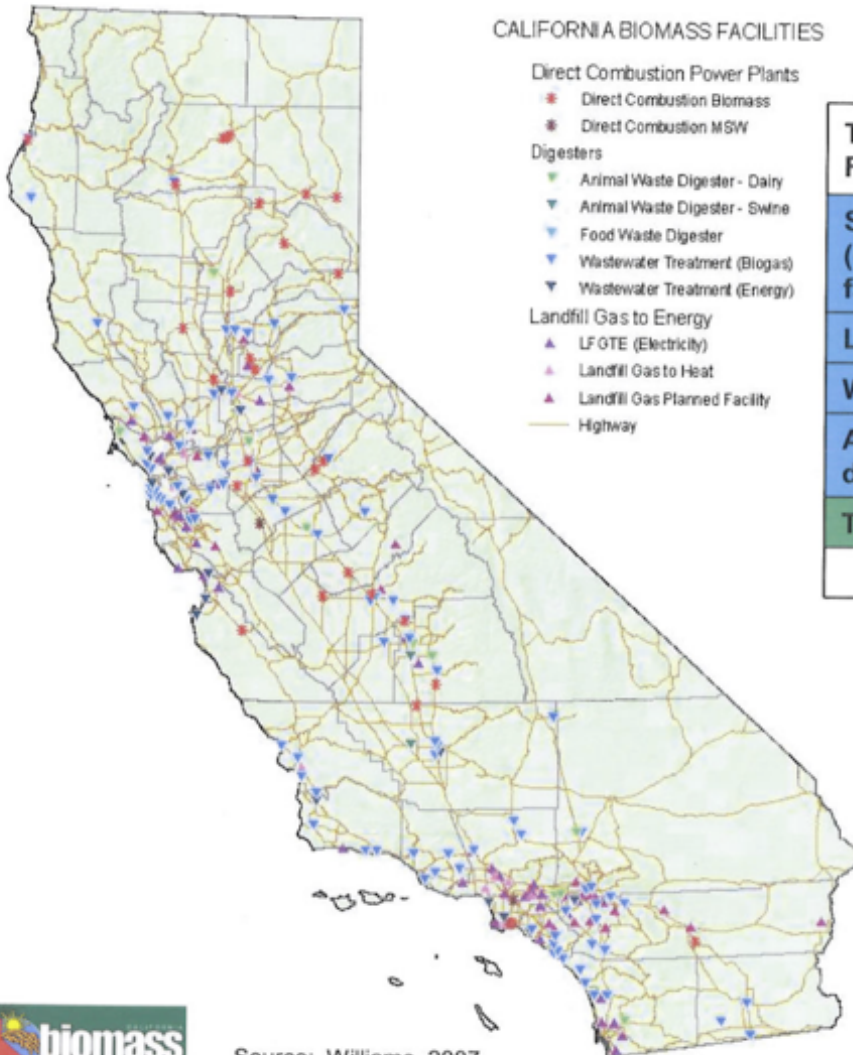 CALIFORNIA BIOMASS FACILITIES
Direct Combustion Power Plants
Direct Combustion Biomass
Direct Combustion MSW
Digesters
Animal Waste Digester - Dairy
Animal Waste Digester - Swine
Food Waste Digester
Wastewater Treatment (Biogas)
Wastewater Treatment (Energy)
Landfill Gas to Energy
LFGTE (Electricity)
Landfill Gas to Heat
Landfill Gas Planned Facility
Highway
T
F
S
(
f
L
W
A
d
T
CALIFORNIA
biomass
Source: Williams, 2007